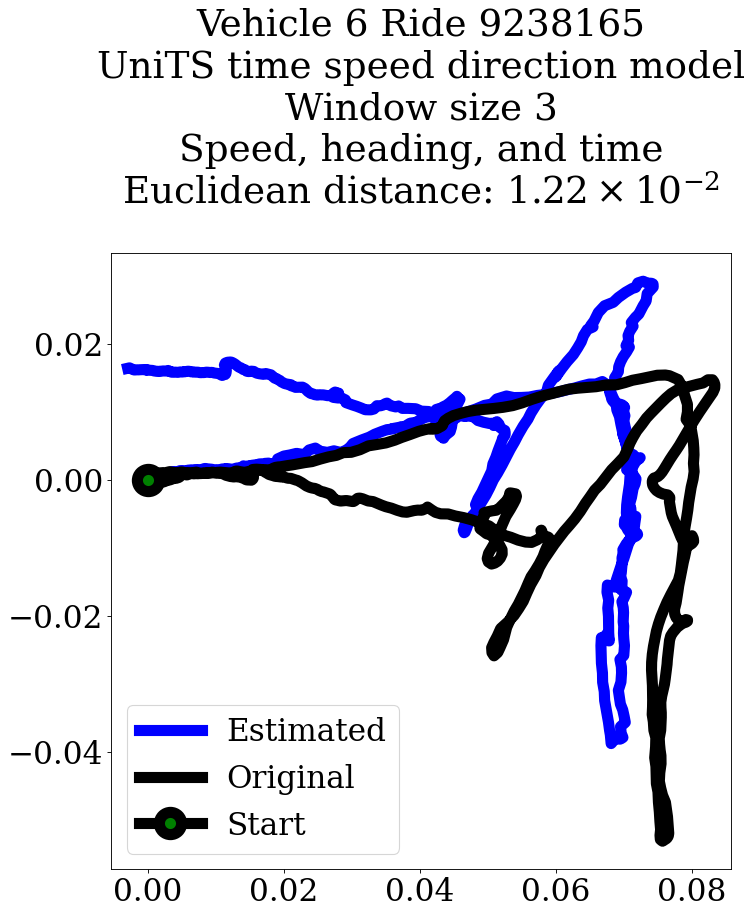 Vehicle 6 Ride 9238165
UniTS time speed direction model
Window size 3
Speed, heading, and time
Euclidean distance: 1.22 × 10⁻²
0.02
0.00
−0.02
−0.04
Estimated
Original
Start
0.00 0.02 0.04 0.06 0.08